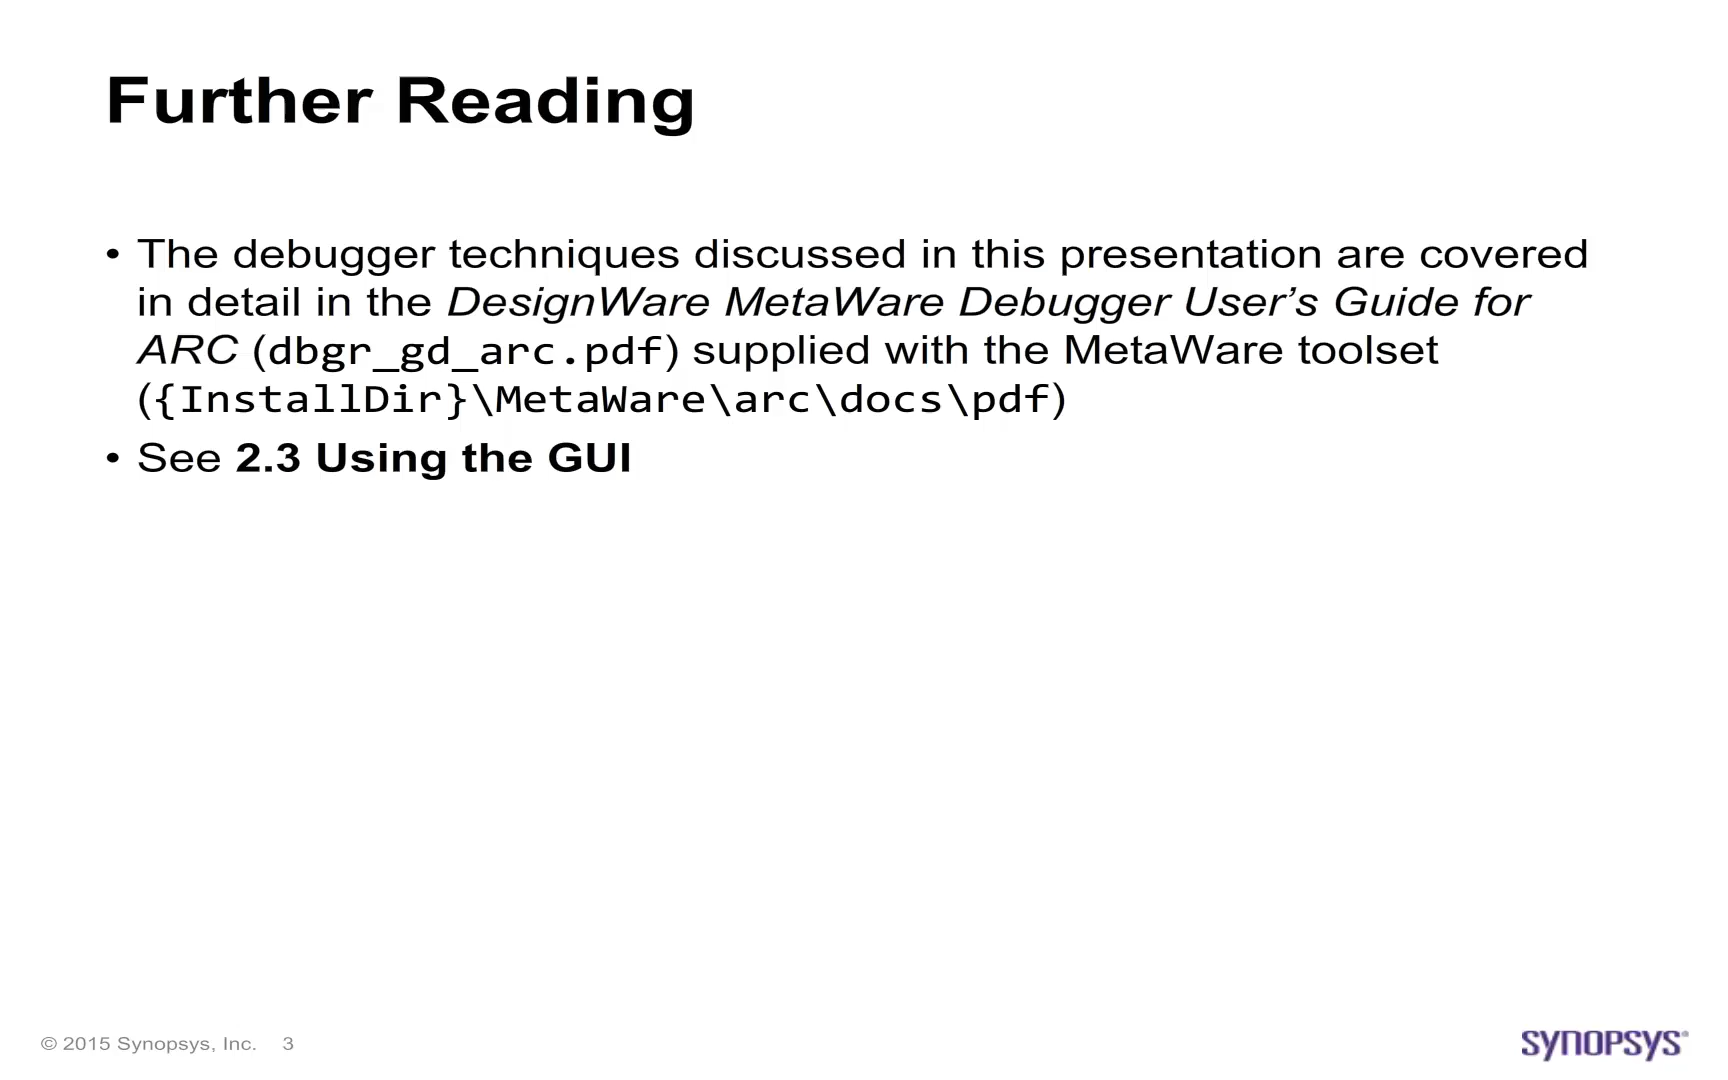 Further Reading
• The debugger techniques discussed in this presentation are covered
in detail in the DesignWare MetaWare Debugger User’s Guide for
ARC (dbgr_gd_arc.pdf) supplied with the MetaWare toolset
({InstallDir}\MetaWare\arc\docs\pdf)
• See 2.3 Using the GUI
© 2015 Synopsys, Inc. 3
SYNOPSYS